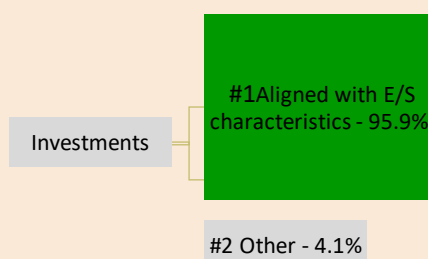 #1Aligned with E/S
characteristics - 95.9%
Investments
#2 Other - 4.1%